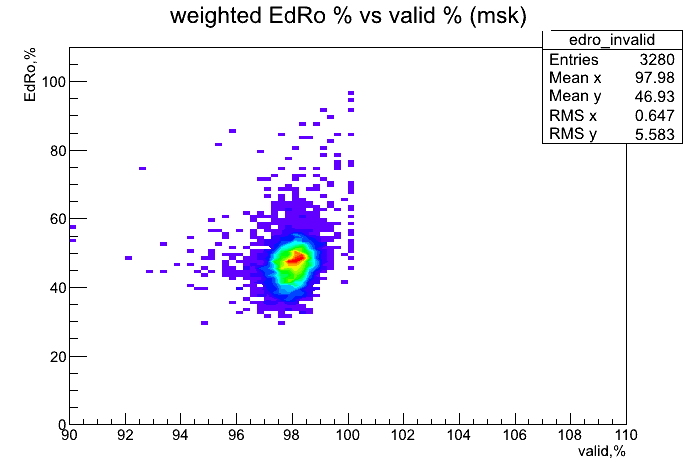 weighted EdRo % vs valid % (msk)
edro_invalid
Entries 3280
Mean x 97.98
Mean y 46.93
RMS x 0.647
RMS y 5.583
EdRo,%
100
80
60
40
20
0
90 92 94 96 98 100 102 104 106 108 110
valid,%